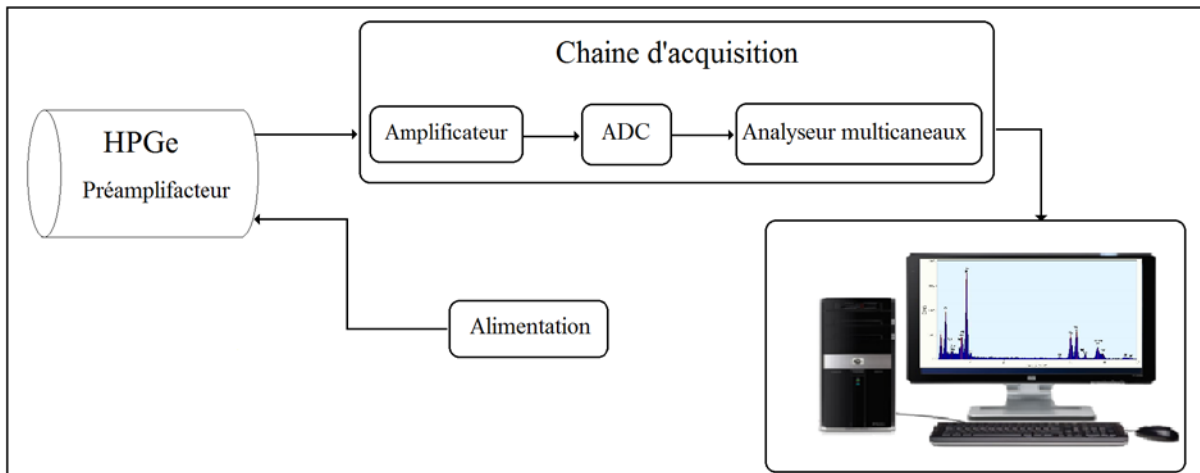 Chaine d'acquisition
HPGe
Préamplifacteur
Amplificateur
ADC
Analyseur multicaneaux
Alimentation